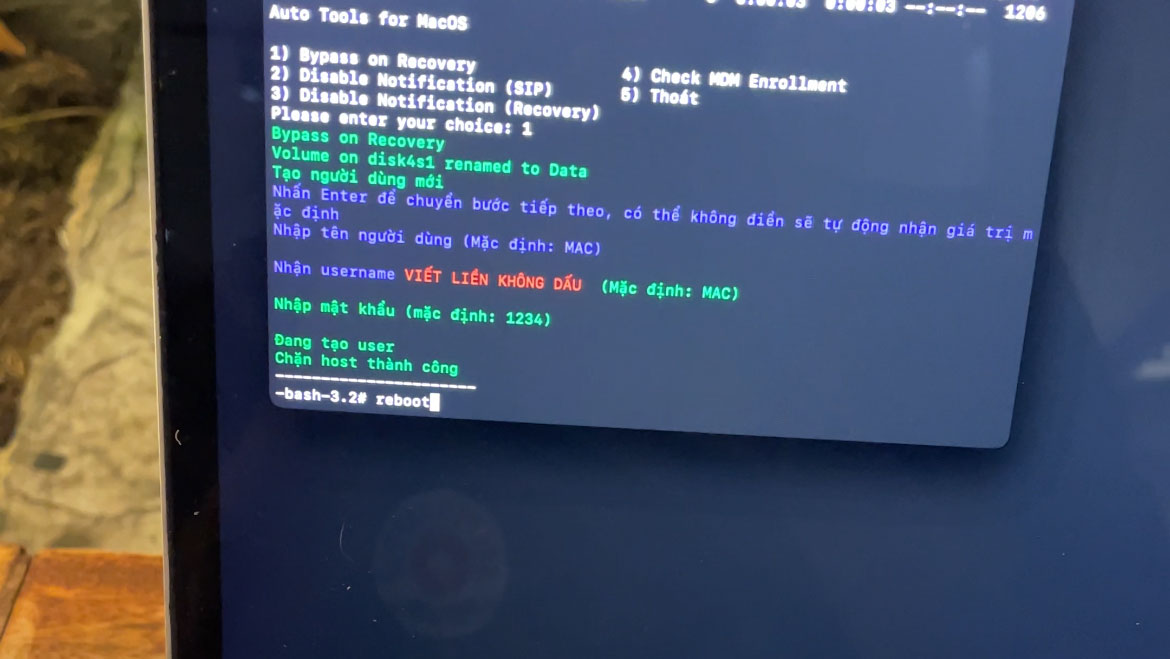 0:00:03 0:00:03 --:--:-- 1206
Auto Tools for MacOS
1) Bypass on Recovery
2) Disable Notification (SIP)
3) Disable Notification (Recovery)
4) Check MDM Enrollment
5) Thoát
Please enter your choice: 1
Bypass on Recovery
Volume on disk4s1 renamed to Data
Tạo người dùng mới
Nhấn Enter để chuyển bước tiếp theo, có thể không điền sẽ tự động nhận giá trị m
ặc định
Nhập tên người dùng (Mặc định: MAC)
Nhận username VIẾT LIỀN KHÔNG DẤU (Mặc định: MAC)
Nhập mật khẩu (mặc định: 1234)
Đang tạo user
Chặn host thành công
----------------------
-bash-3.2# reboot